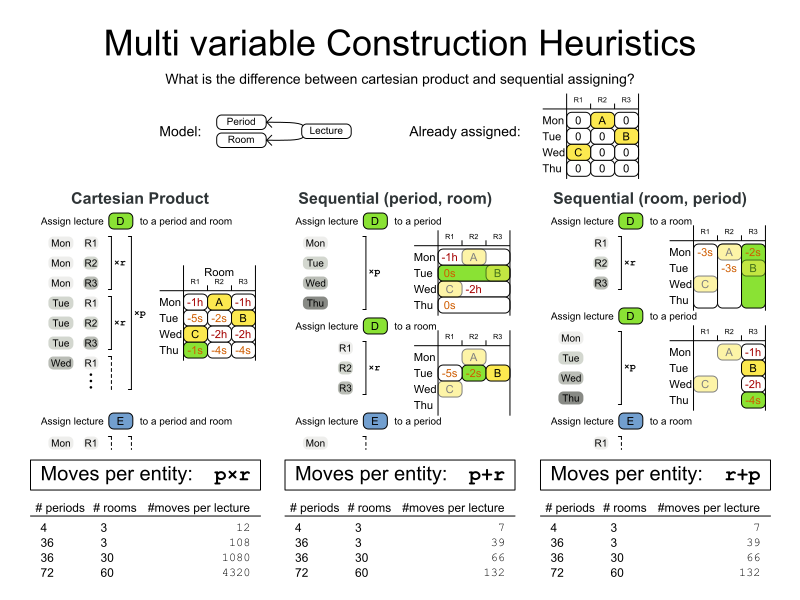 Multi variable Construction Heuristics
What is the difference between cartesian product and sequential assigning?
Model:
Period
Room
Lecture
Already assigned:
R1 R2 R3
Mon 0 A 0
Tue 0 0 B
Wed C 0 0
Thu 0 0 0
Cartesian Product
Assign lecture D to a period and room
Mon R1
Mon R2
Mon R3
×r
Tue R1
Tue R2
Tue R3
×r
Wed R1
×p
Room
R1 R2 R3
Mon -1h A -1h
Tue -5s -2s B
Wed C -2h -2h
Thu -1s -4s -4s
Assign lecture E to a period and room
Mon R1
Moves per entity: p×r
# periods # rooms #moves per lecture
4 3 12
36 3 108
36 30 1080
72 60 4320
Sequential (period, room)
Assign lecture D to a period
Mon
Tue
Wed
Thu
×p
R1 R2 R3
Mon -1h A
Tue 0s B
Wed C -2h
Thu 0s
Assign lecture D to a room
R1
R2
R3
×r
R1 R2 R3
Mon A
Tue -5s -2s B
Wed C
Thu
Assign lecture E to a period
Mon
Moves per entity: p+r
# periods # rooms #moves per lecture
4 3 7
36 3 39
36 30 66
72 60 132
Sequential (room, period)
Assign lecture D to a room
R1
R2
R3
×r
R1 R2 R3
Mon -3s A -2s
Tue -3s B
Wed C
Thu
Assign lecture D to a period
Mon
Tue
Wed
Thu
×p
R1 R2 R3
Mon A -1h
Tue B
Wed C -2h
Thu -4s
Assign lecture E to a room
R1
Moves per entity: r+p
# periods # rooms #moves per lecture
4 3 7
36 3 39
36 30 66
72 60 132